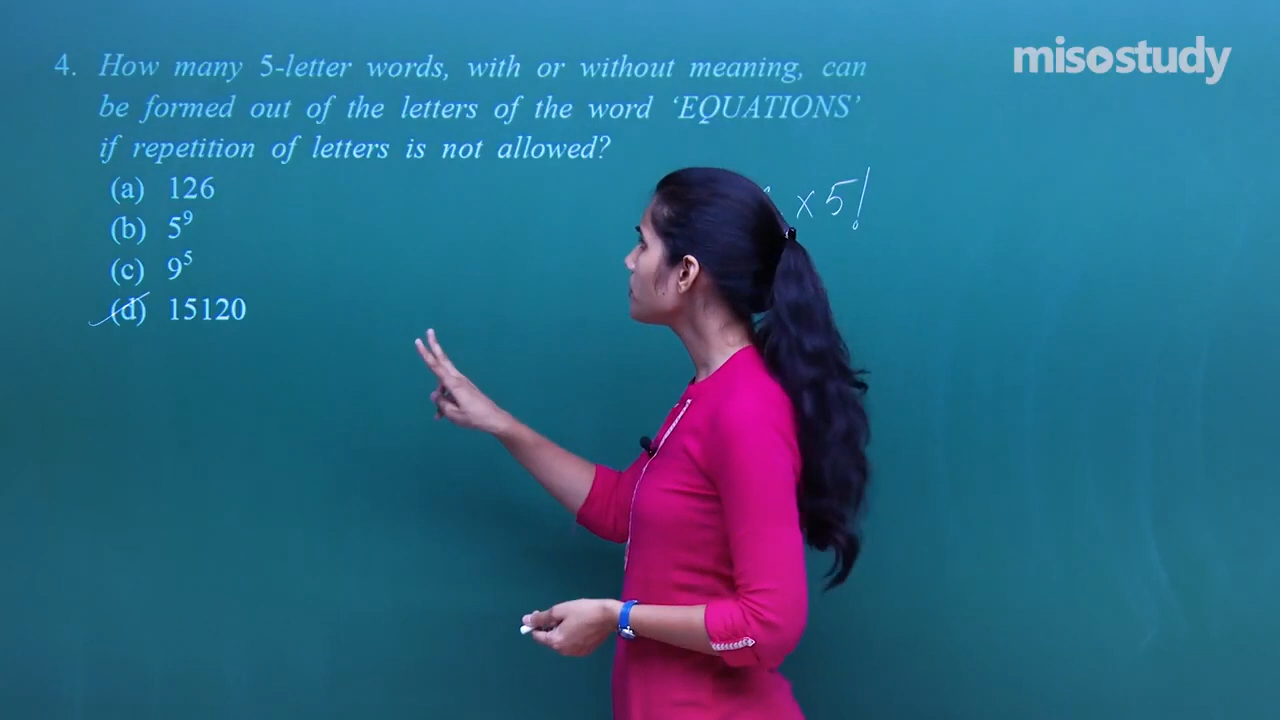 misostudy
4. How many 5-letter words, with or without meaning, can
be formed out of the letters of the word ‘EQUATIONS’
if repetition of letters is not allowed?
× 5!
(a) 126
(b) 5⁹
(c) 9⁵
(d) 15120